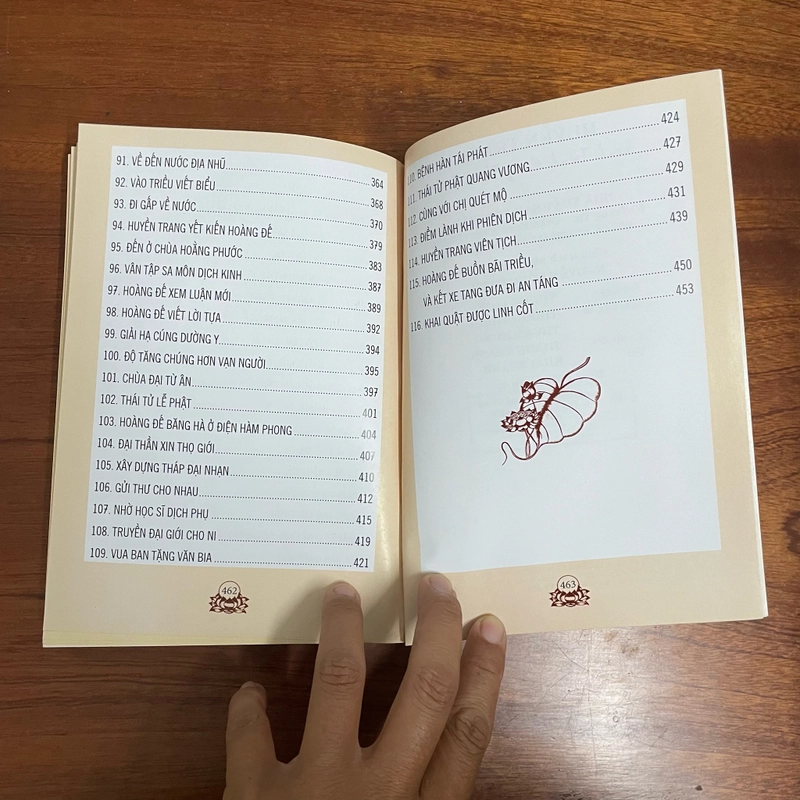 91. VỀ ĐẾN NƯỚC ĐỊA NHŨ 364
92. VÀO TRIỀU VIẾT BIỂU 368
93. ĐI GẤP VỀ NƯỚC 370
94. HUYỀN TRANG YẾT KIẾN HOÀNG ĐẾ 379
95. ĐẾN Ở CHÙA HOẰNG PHƯỚC 383
96. VÂN TẬP SA MÔN DỊCH KINH 387
97. HOÀNG ĐẾ XEM LUẬN MỚI 389
98. HOÀNG ĐẾ VIẾT LỜI TỰA 392
99. GIẢI HẠ CÚNG DƯỜNG Y 394
100. ĐỘ TĂNG CHÚNG HƠN VẠN NGƯỜI 395
101. CHÙA ĐẠI TỪ ÂN 397
102. THÁI TỬ LỄ PHẬT 401
103. HOÀNG ĐẾ BĂNG HÀ Ở ĐIỆN HÀM PHONG 404
104. ĐẠI THẦN XIN THỌ GIỚI 407
105. XÂY DỰNG THÁP ĐẠI NHẠN 410
106. GỬI THƯ CHO NHAU 412
107. NHỜ HỌC SĨ DỊCH PHỤ 415
108. TRUYỀN ĐẠI GIỚI CHO NI 419
109. VUA BAN TẶNG VĂN BIA 421
462
110. BỆNH HÀN TÁI PHÁT 424
111. THÁI TỬ PHẬT QUANG VƯƠNG 427
112. CÙNG VỚI CHỊ QUÉT MỘ 429
113. ĐIỀM LÀNH KHI PHIÊN DỊCH 431
114. HUYỀN TRANG VIÊN TỊCH 439
115. HOÀNG ĐẾ BUỒN BÃI TRIỀU,
VÀ KẾT XE TANG ĐƯA ĐI AN TÁNG 450
116. KHAI QUẬT ĐƯỢC LINH CỐT 453
463